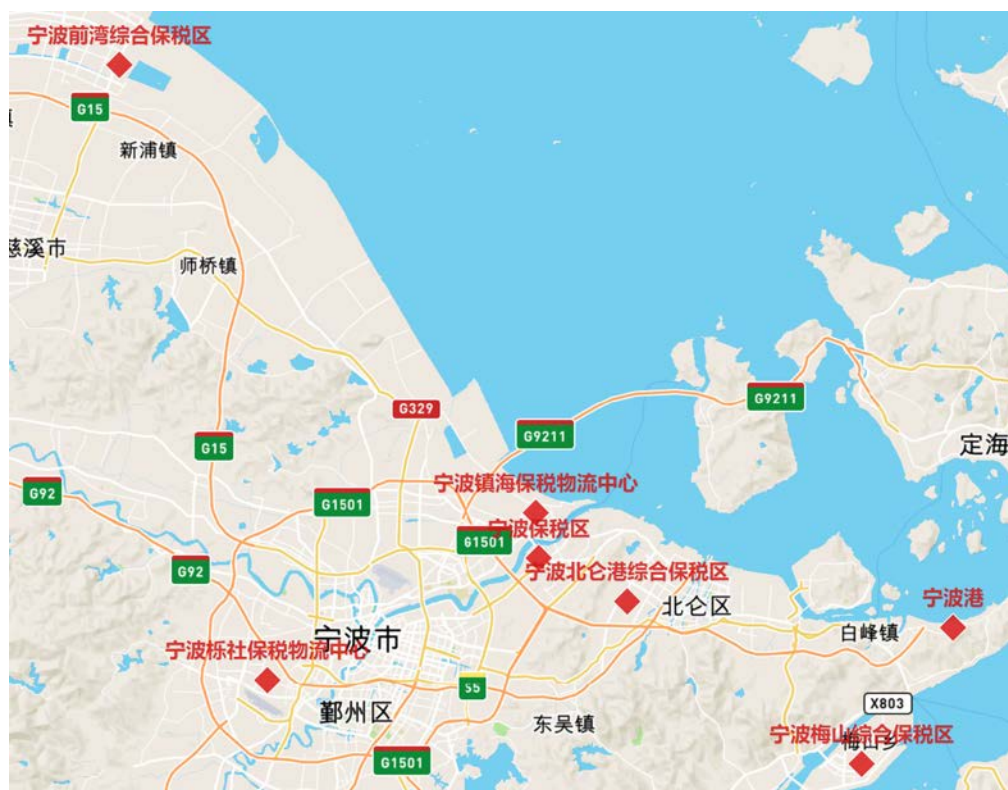 宁波前湾综合保税区
G15
新浦镇
慈溪市
师桥镇
G329
G9211
G9211
定海
G15
G92
G1501
宁波镇海保税物流中心
G1501
宁波保税区
G92
宁波北仑港综合保税区
北仑区
宁波港
白峰镇
宁波市
宁波栎社保税物流中心
S5
X803
鄞州区
东吴镇
宁波梅山综合保税区
梅山乡
G1501